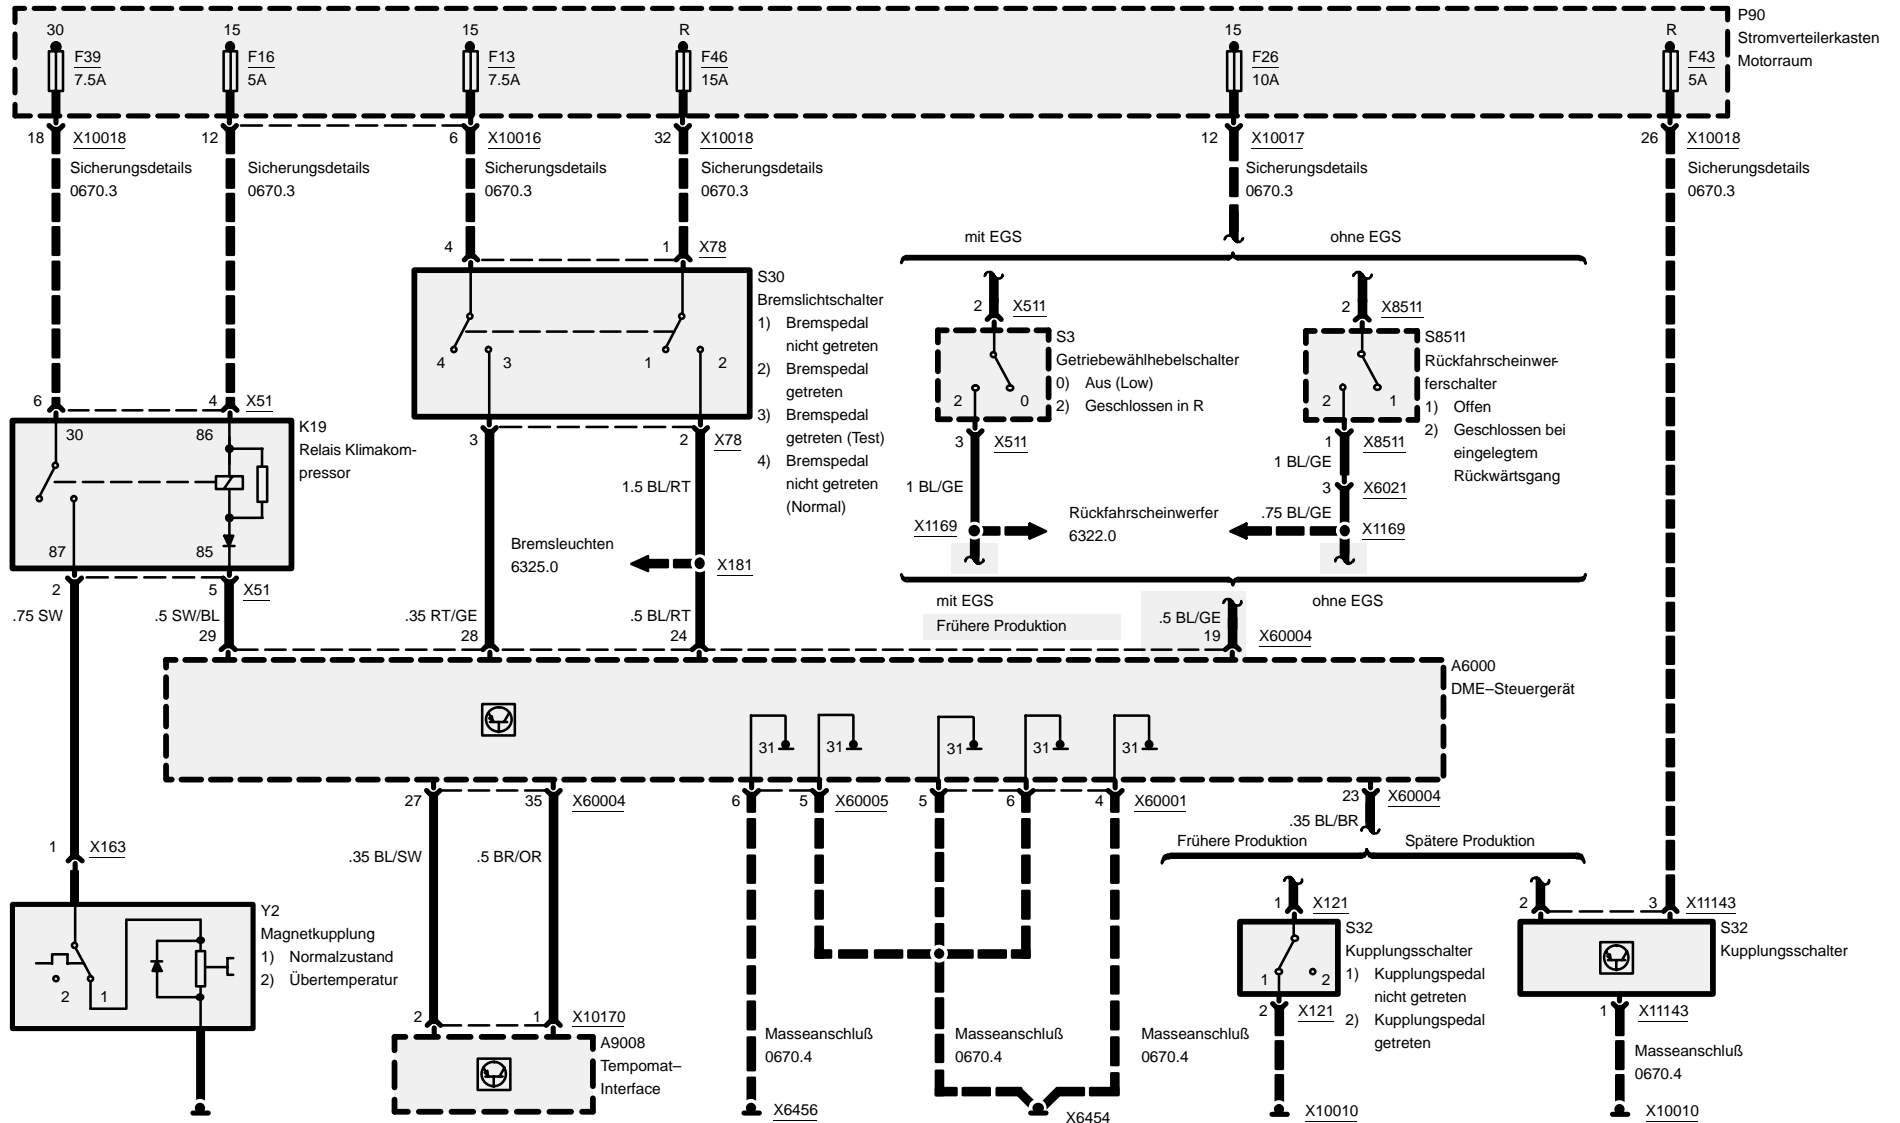 30
15
15
R
15
R
P90
Stromverteilerkasten
Motorraum
F39
7.5A
F16
5A
F13
7.5A
F46
15A
F26
10A
F43
5A
18 X10018
12
6 X10016
32 X10018
12 X10017
26 X10018
Sicherungsdetails
0670.3
Sicherungsdetails
0670.3
Sicherungsdetails
0670.3
Sicherungsdetails
0670.3
Sicherungsdetails
0670.3
Sicherungsdetails
0670.3
mit EGS
ohne EGS
4
1 X78
S30
Bremslichtschalter
1) Bremspedal
nicht getreten
2) Bremspedal
getreten
3) Bremspedal
getreten (Test)
4) Bremspedal
nicht getreten
(Normal)
4
3
1
2
2 X511
S3
Getriebewählhebelschalter
0) Aus (Low)
2) Geschlossen in R
2
0
3 X511
1 BL/GE
X1169
2 X8511
S8511
Rückfahrscheinwer-
ferschalter
1) Offen
2) Geschlossen bei
eingelegtem
Rückwärtsgang
2
1
1 X8511
1 BL/GE
3 X6021
.75 BL/GE
X1169
Rückfahrscheinwerfer
6322.0
6
4 X51
K19
Relais Klimakom-
pressor
30
86
87
85
2
5 X51
3
2 X78
1.5 BL/RT
Bremsleuchten
6325.0
X181
.75 SW
.5 SW/BL
29
.35 RT/GE
28
.5 BL/RT
24
mit EGS
ohne EGS
Frühere Produktion
.5 BL/GE
19 X60004
A6000
DME–Steuergerät
31
31
31
31
31
27
35 X60004
6
5 X60005
5
6
4 X60001
23 X60004
.35 BL/BR
Frühere Produktion
Spätere Produktion
.35 BL/SW
.5 BR/OR
1 X163
Y2
Magnetkupplung
1) Normalzustand
2) Übertemperatur
2
1
2
1 X10170
A9008
Tempomat–
Interface
Masseanschluß
0670.4
Masseanschluß
0670.4
Masseanschluß
0670.4
X6456
X6454
1 X121
S32
Kupplungsschalter
1) Kupplungspedal
nicht getreten
2) Kupplungspedal
getreten
1
2
2 X121
X10010
2
3 X11143
S32
Kupplungsschalter
1 X11143
Masseanschluß
0670.4
X10010